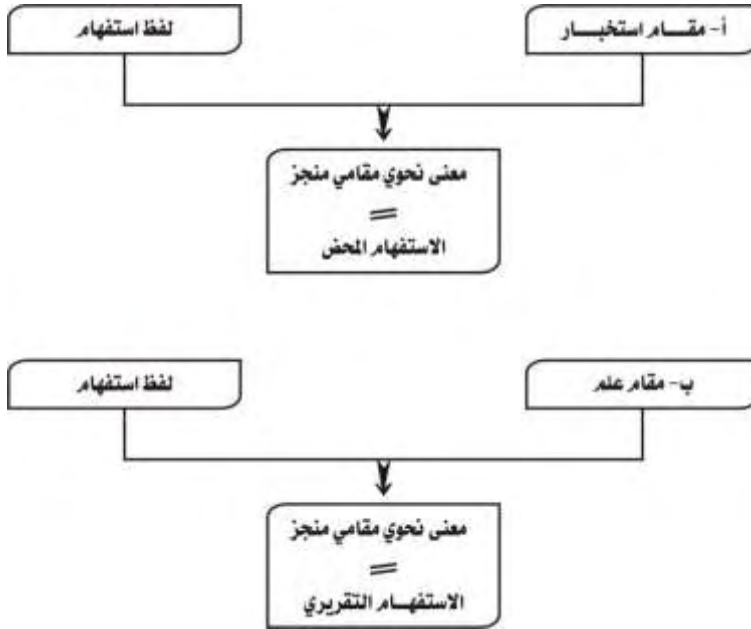 أ- مقـــام استخبـــار
لفظ استفهام
معنى نحوي مقامي منجز
=
الاستفهام المحض
ب- مقام علم
لفظ استفهام
معنى نحوي مقامي منجز
=
الاستفهـــام التقريري